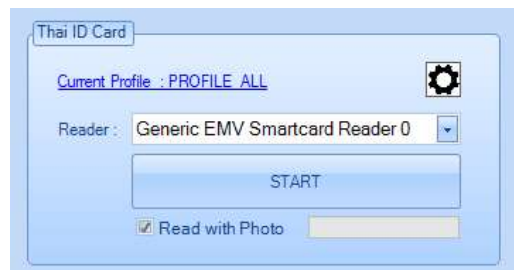 Thai ID Card
Current Profile : PROFILE_ALL
Reader : Generic EMV Smartcard Reader 0
START
Read with Photo